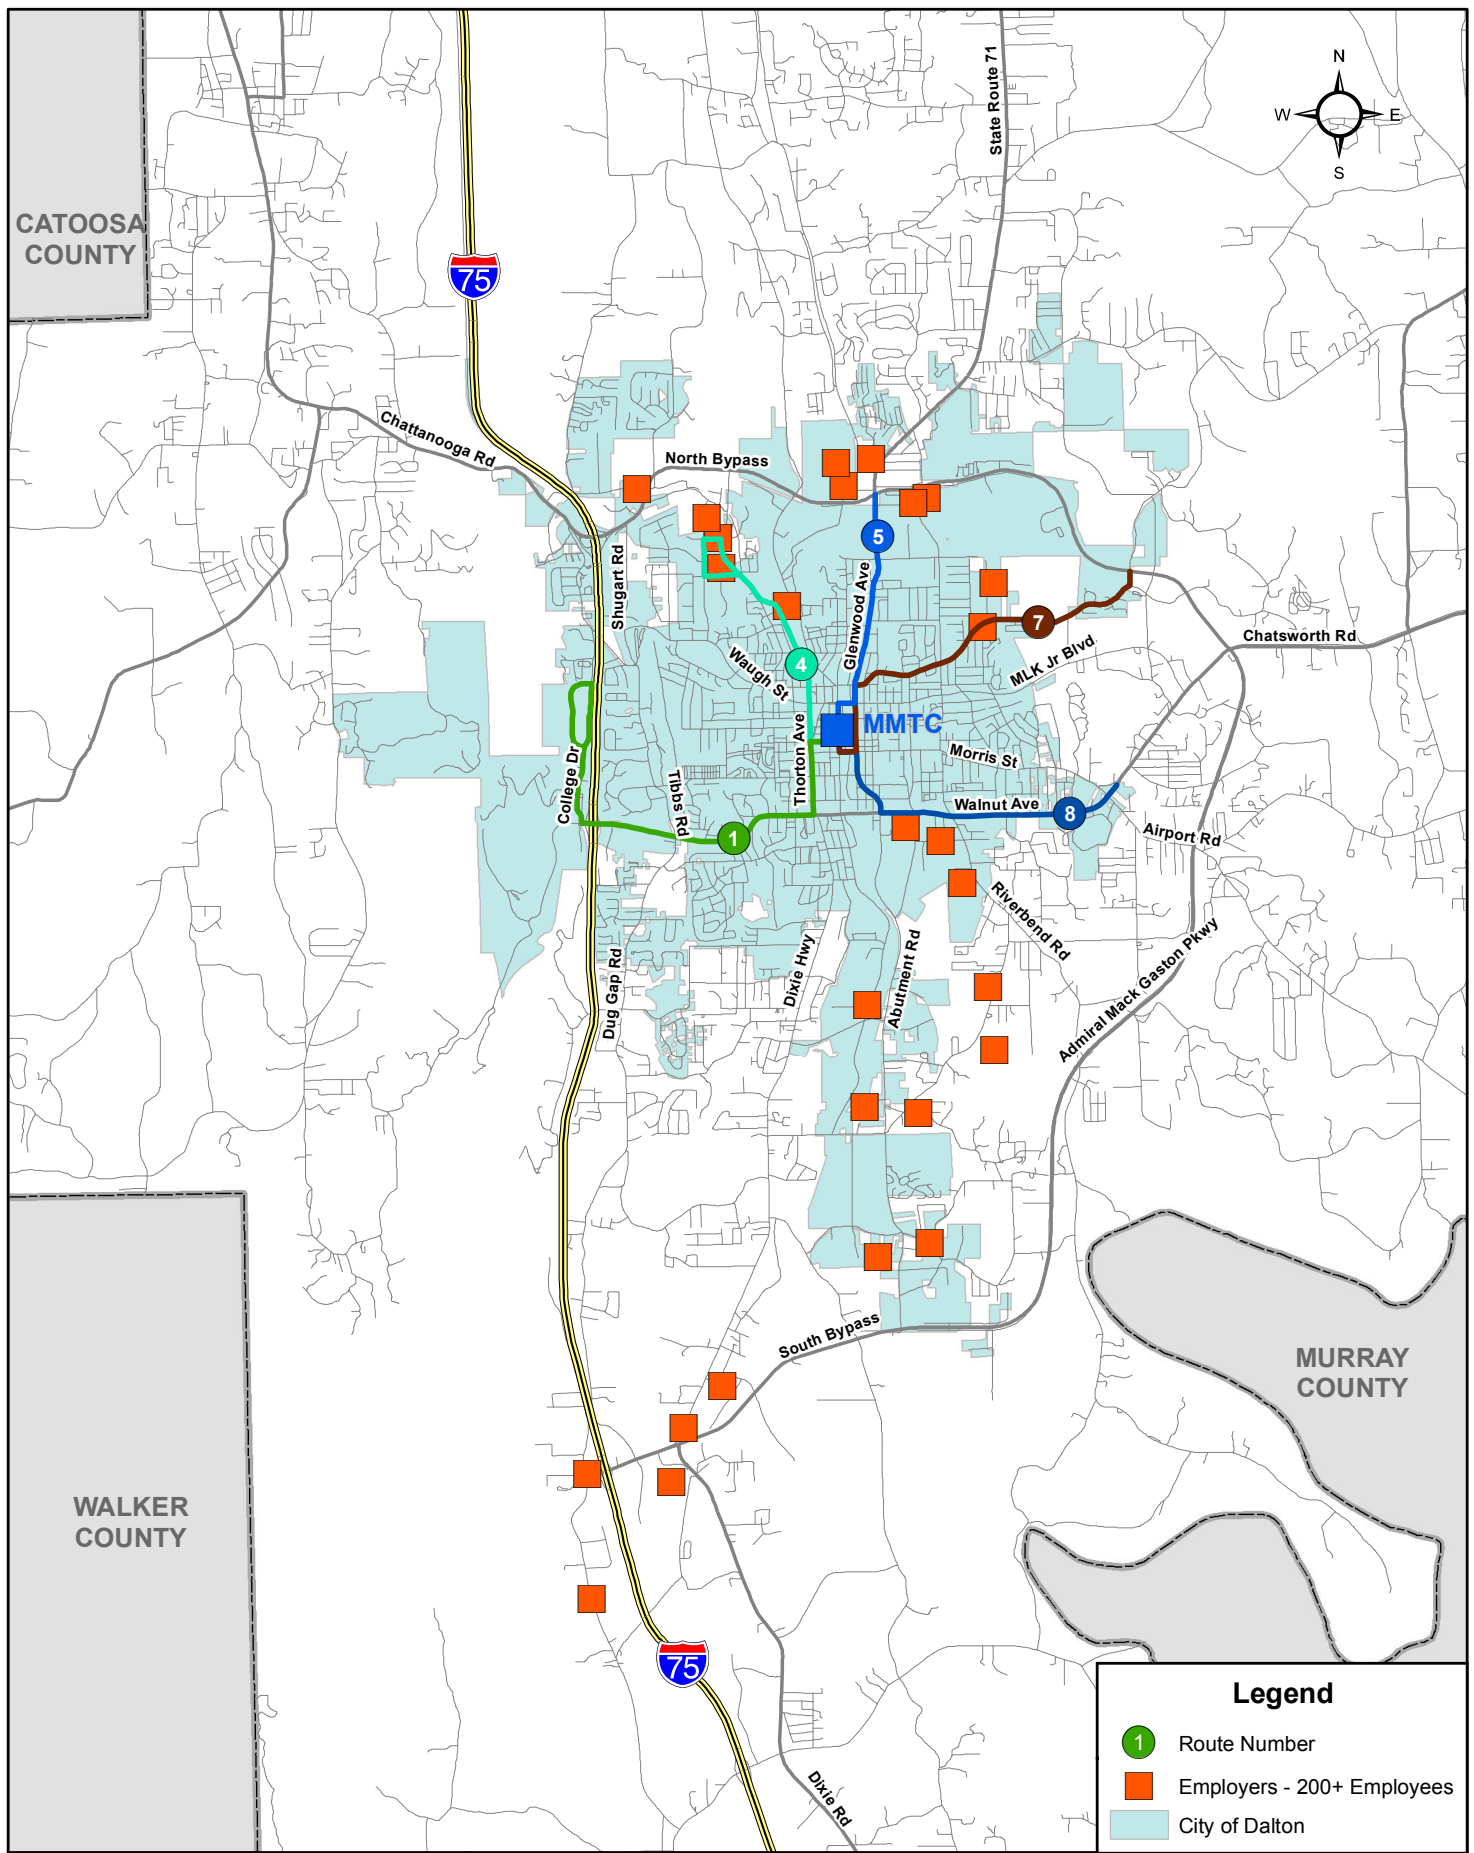 N
W
E
S
State Route 71
CATOOSA
COUNTY
75
Chattanooga Rd
North Bypass
5
Shugart Rd
Glenwood Ave
7
MLK Jr Blvd
Chatsworth Rd
Waugh St
4
MMTC
Thorton Ave
Morris St
College Dr
Tibbs Rd
Walnut Ave
8
1
Airport Rd
Riverbend Rd
Dixie Hwy
Abutment Rd
Dug Gap Rd
Admiral Mack Gaston Pkwy
South Bypass
MURRAY
COUNTY
WALKER
COUNTY
75
Dixie Rd
Legend
1 Route Number
Employers - 200+ Employees
City of Dalton